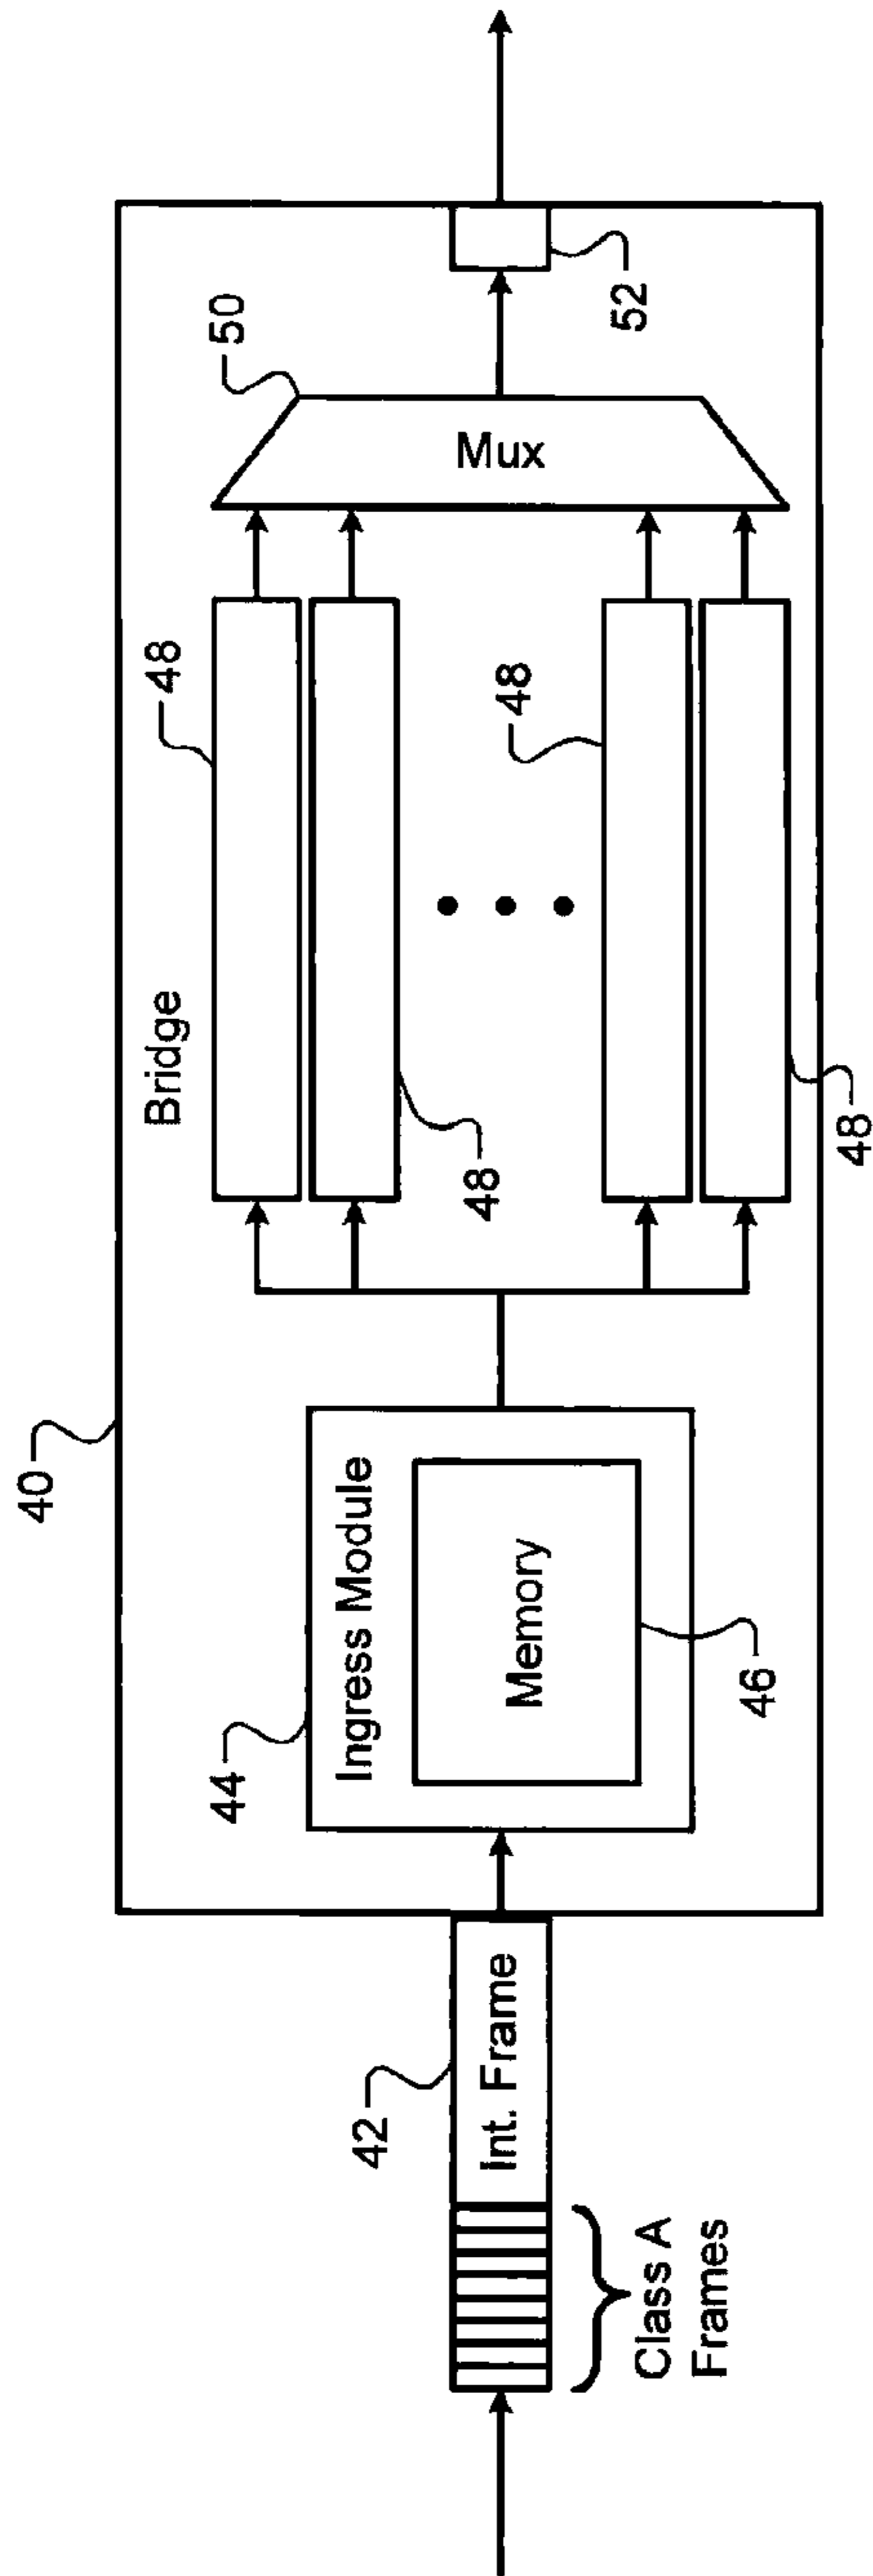 40
Bridge
42
Int. Frame
Class A
Frames
44
Ingress Module
Memory
46
48
48
48
48
50
Mux
52